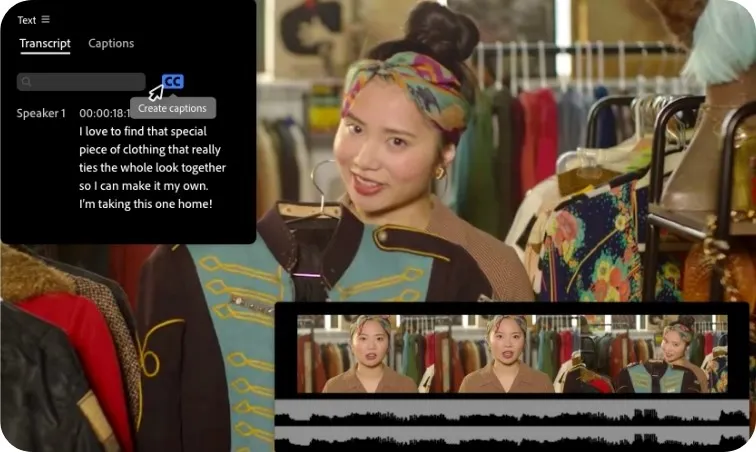 Text
Transcript Captions
CC
Create captions
Speaker 1 00:00:18:1
I love to find that special
piece of clothing that really
ties the whole look together
so I can make it my own.
I'm taking this one home!